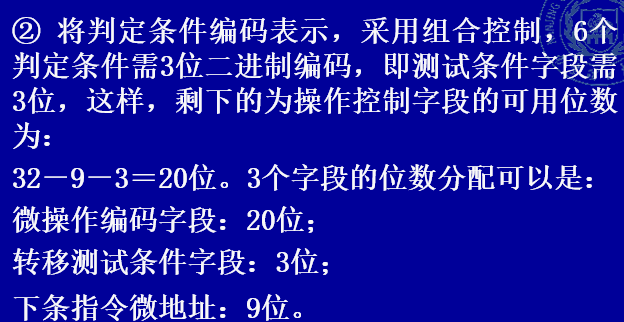 ② 将判定条件编码表示，采用组合控制，6个
判定条件需3位二进制编码，即测试条件字段需
3位，这样，剩下的为操作控制字段的可用位数
为：
32－9－3＝20位。3个字段的位数分配可以是：
微操作编码字段：20位；
转移测试条件字段：3位；
下条指令微地址：9位。